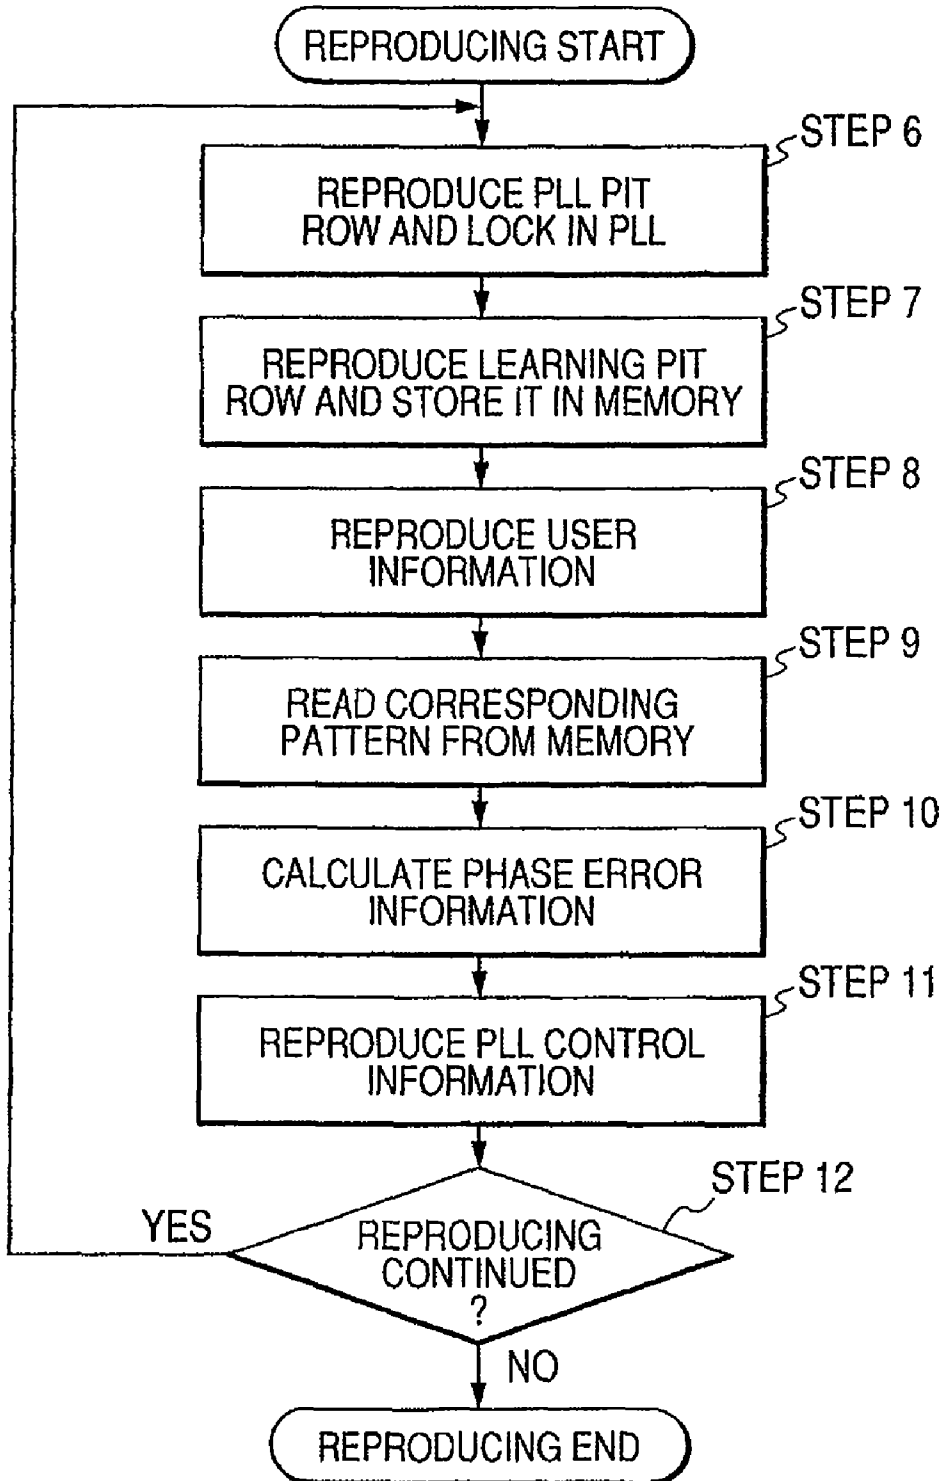 REPRODUCING START
STEP 6
REPRODUCE PLL PIT
ROW AND LOCK IN PLL
STEP 7
REPRODUCE LEARNING PIT
ROW AND STORE IT IN MEMORY
STEP 8
REPRODUCE USER
INFORMATION
STEP 9
READ CORRESPONDING
PATTERN FROM MEMORY
STEP 10
CALCULATE PHASE ERROR
INFORMATION
STEP 11
REPRODUCE PLL CONTROL
INFORMATION
STEP 12
YES
REPRODUCING
CONTINUED
?
NO
REPRODUCING END